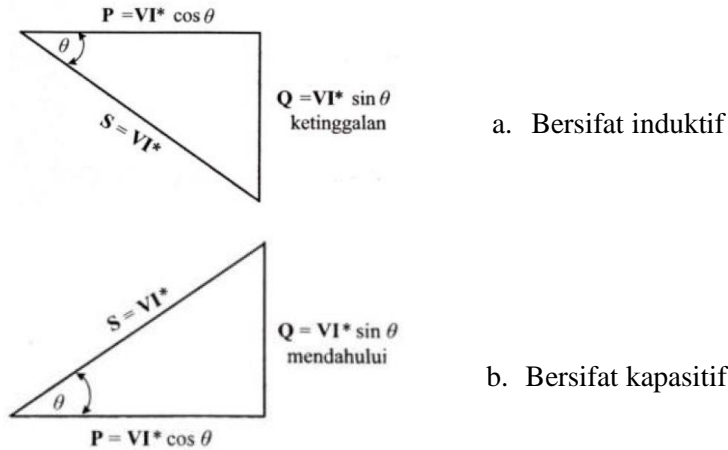 P =VI* cos θ
θ
S = VI*
Q =VI* sin θ
ketinggalan
a. Bersifat induktif
S = VI*
Q = VI* sin θ
mendahului
θ
b. Bersifat kapasitif
P = VI* cos θ